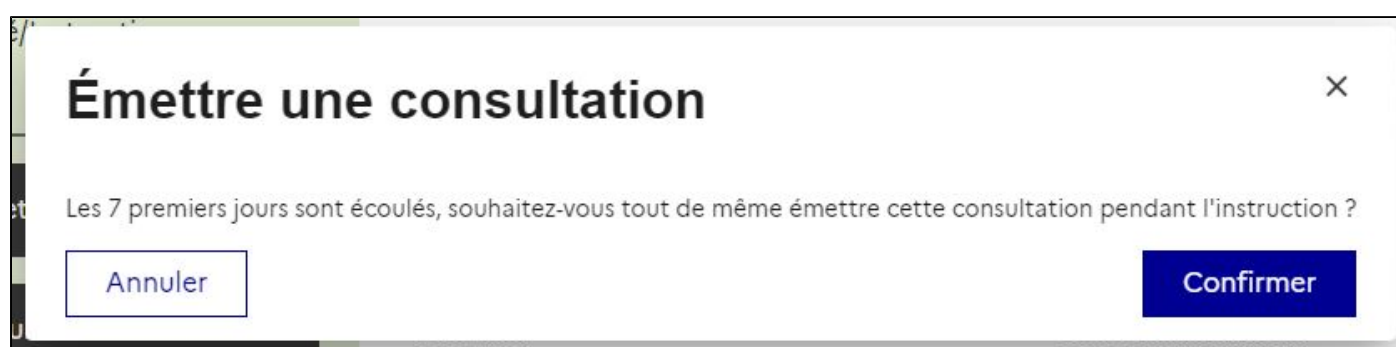 Émettre une consultation
Les 7 premiers jours sont écoulés, souhaitez-vous tout de même émettre cette consultation pendant l'instruction ?
Annuler
Confirmer